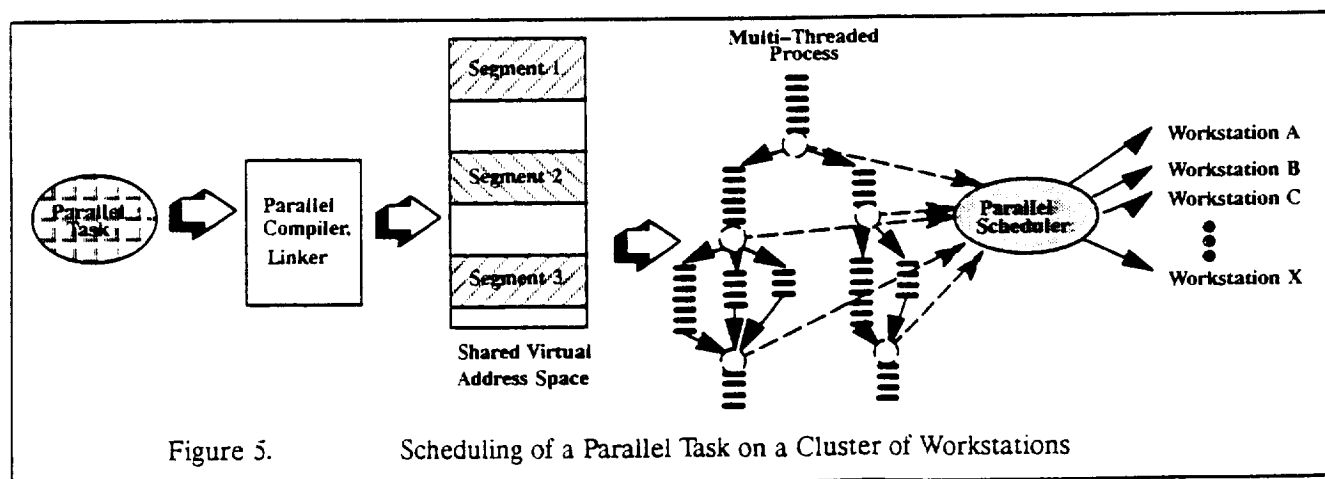 Multi-Threaded
Process
Segment 1
Segment 2
Segment 3
Parallel
Task
Parallel
Compiler.
Linker
Parallel
Scheduler
Workstation A
Workstation B
Workstation C
Workstation X
Shared Virtual
Address Space
Figure 5. Scheduling of a Parallel Task on a Cluster of Workstations